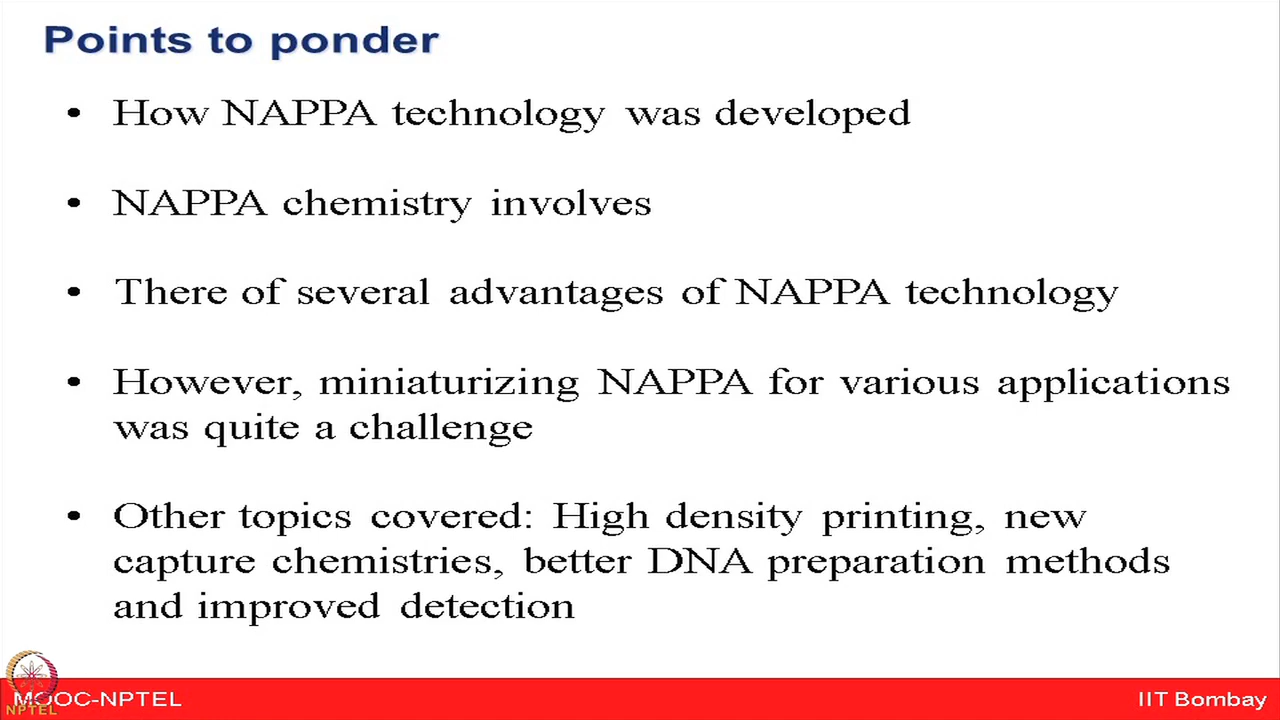 Points to ponder
• How NAPPA technology was developed
• NAPPA chemistry involves
• There of several advantages of NAPPA technology
• However, miniaturizing NAPPA for various applications
was quite a challenge
• Other topics covered: High density printing, new
capture chemistries, better DNA preparation methods
and improved detection
MOOC-NPTEL
NPTEL
IIT Bombay